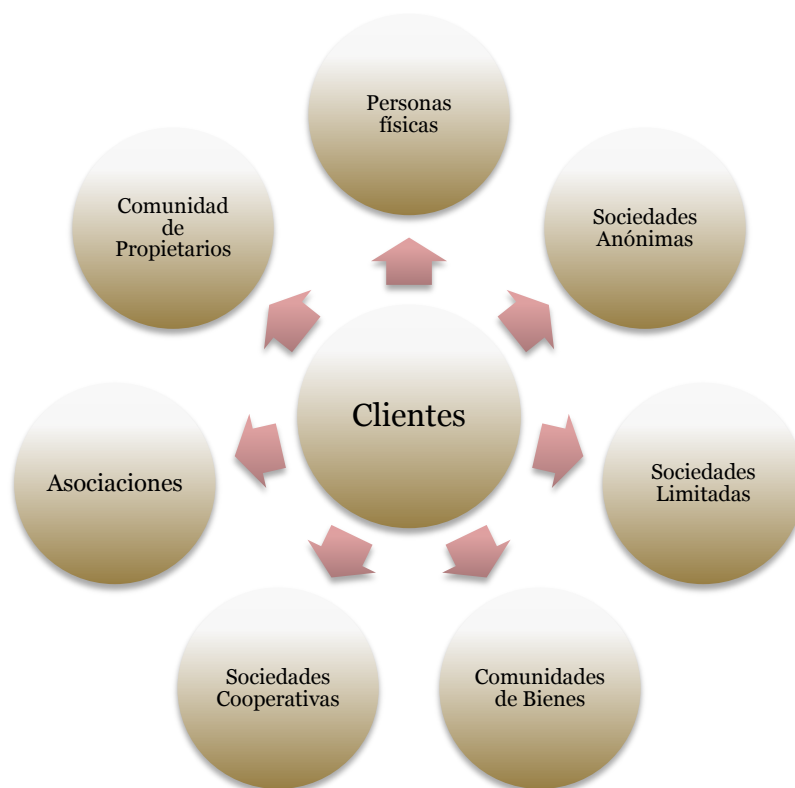 Personas
físicas
Sociedades
Anónimas
Sociedades
Limitadas
Comunidades
de Bienes
Sociedades
Cooperativas
Asociaciones
Comunidad
de
Propietarios
Clientes